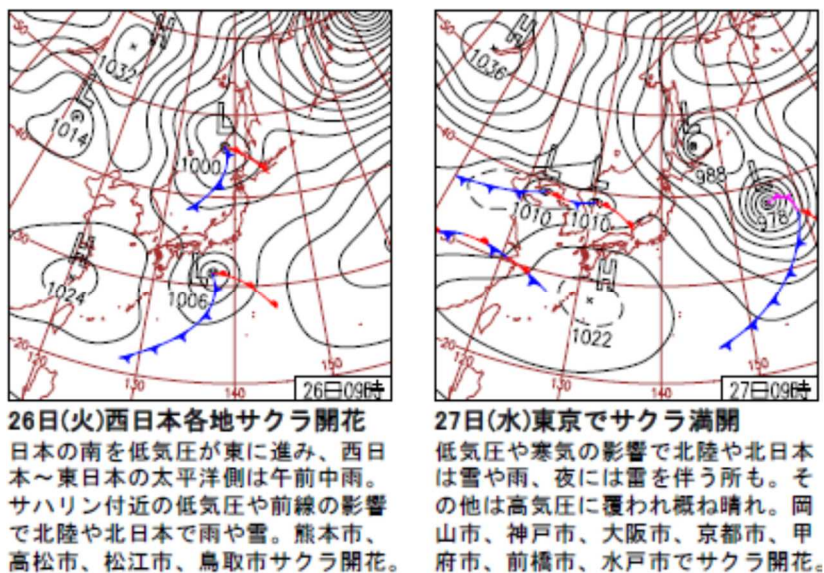 H
1032
L
1014
L
1000
H
1024
L
1006
50
40
30
20
120
130
140
150
26日09時
26日(火)西日本各地サクラ開花
日本の南を低気圧が東に進み、西日
本～東日本の太平洋側は午前中雨。
サハリン付近の低気圧や前線の影響
で北陸や北日本で雨や雪。熊本市、
高松市、松江市、鳥取市サクラ開花。
H
1036
L
988
L
978
L
1010
L
1010
H
1022
50
40
30
20
120
130
140
150
27日09時
27日(水)東京でサクラ満開
低気圧や寒気の影響で北陸や北日本
は雪や雨、夜には雷を伴う所も。そ
の他は高気圧に覆われ概ね晴れ。岡
山市、神戸市、大阪市、京都市、甲
府市、前橋市、水戸市でサクラ開花。